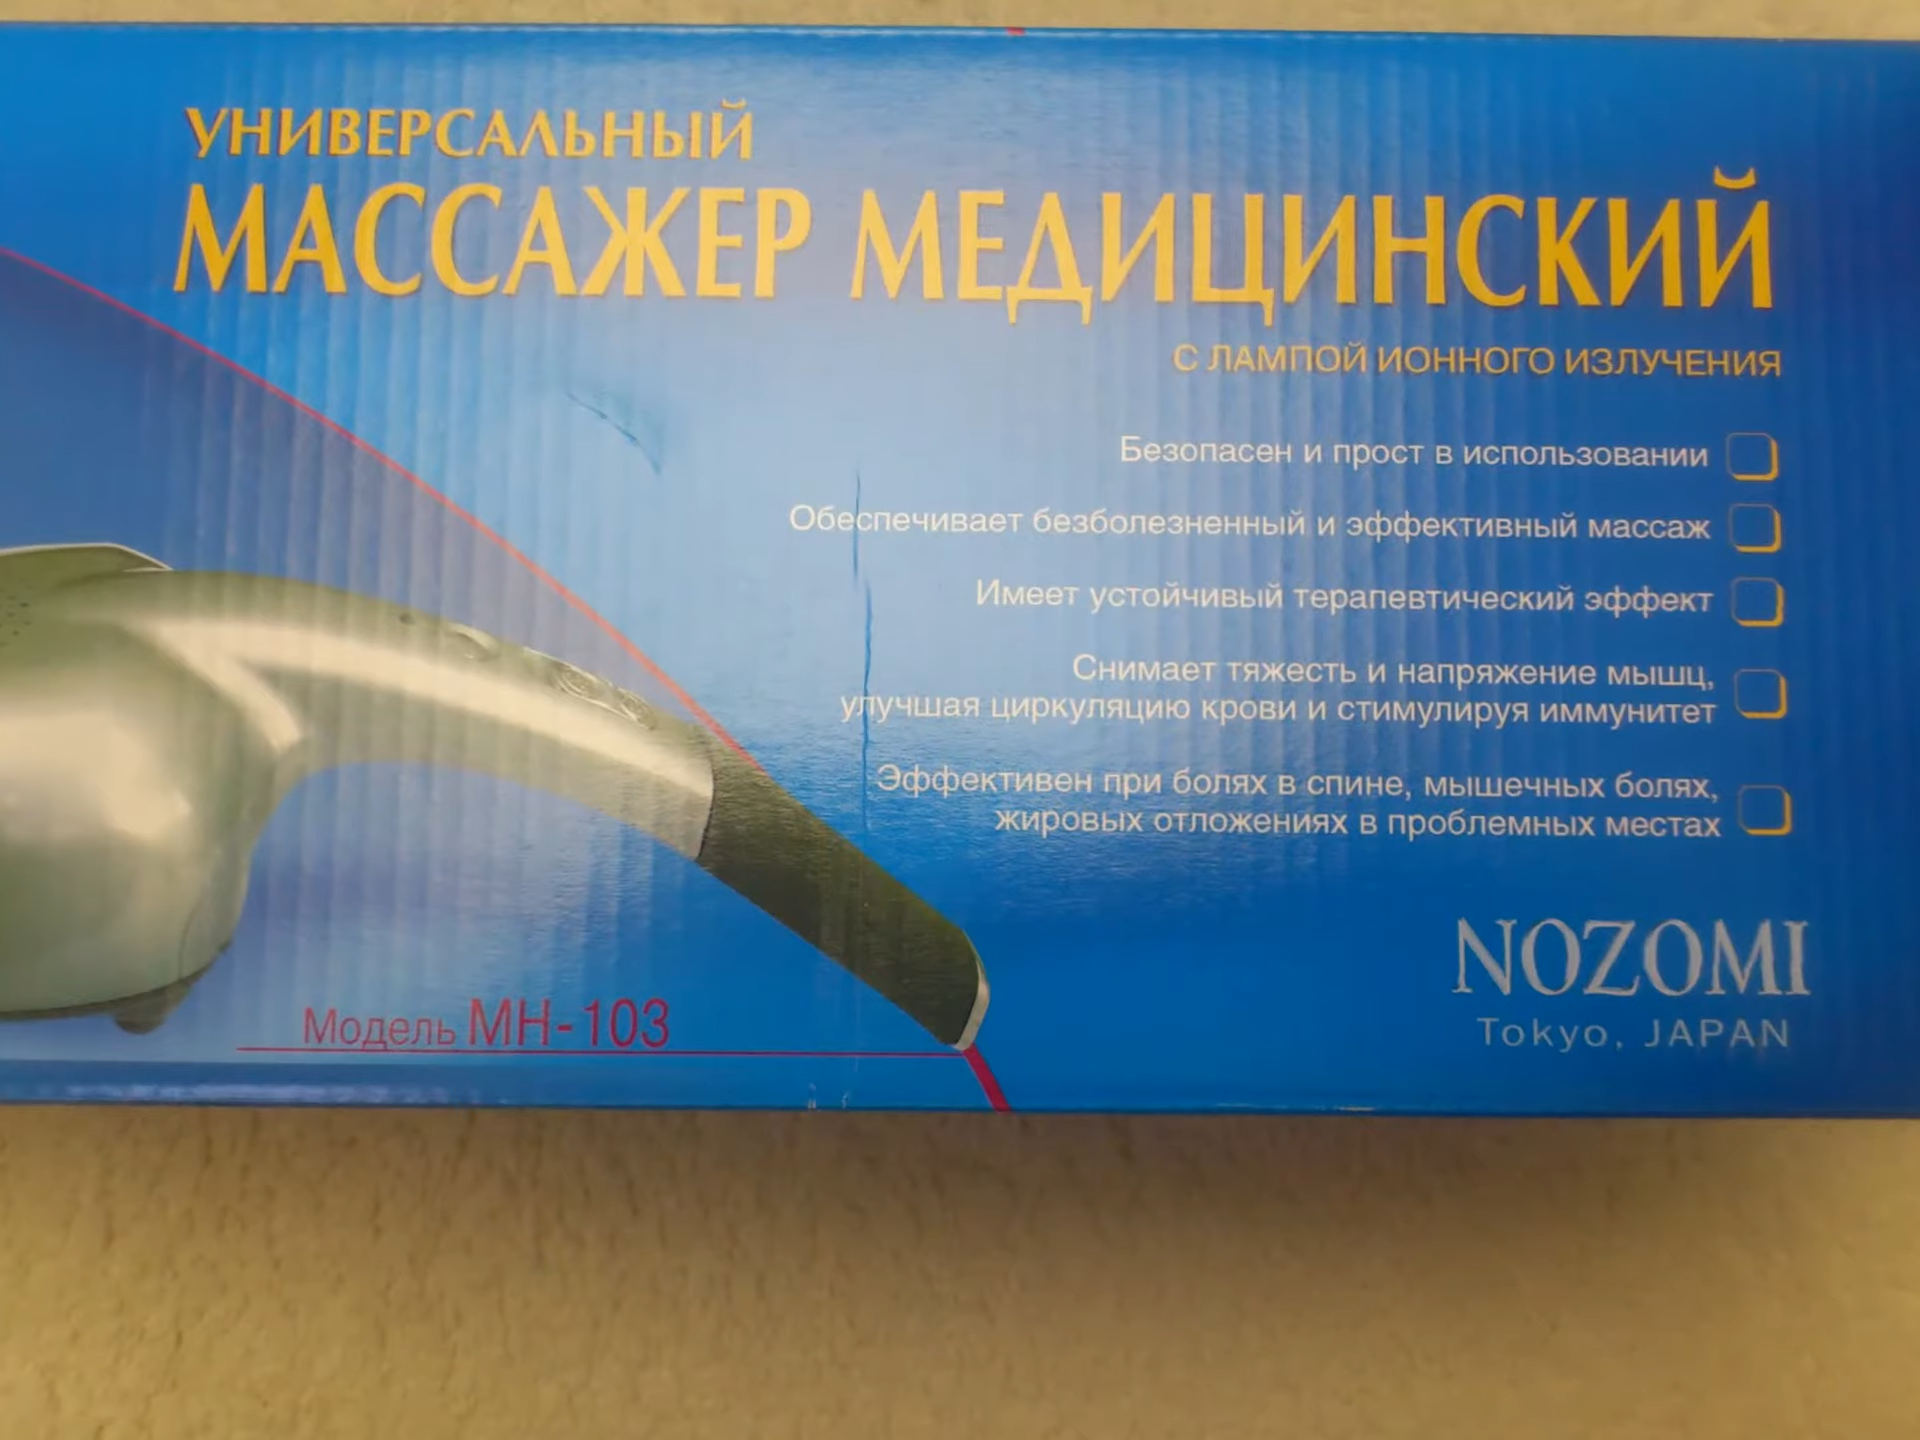 УНИВЕРСАЛЬНЫЙ
МАССАЖЕР МЕДИЦИНСКИЙ
С ЛАМПОЙ ИОННОГО ИЗЛУЧЕНИЯ
Безопасен и прост в использовании
Обеспечивает безболезненный и эффективный массаж
Имеет устойчивый терапевтический эффект
Снимает тяжесть и напряжение мышц,
улучшая циркуляцию крови и стимулируя иммунитет
Эффективен при болях в спине, мышечных болях,
жировых отложениях в проблемных местах
NOZOMI
Tokyo, JAPAN
Модель MH-103